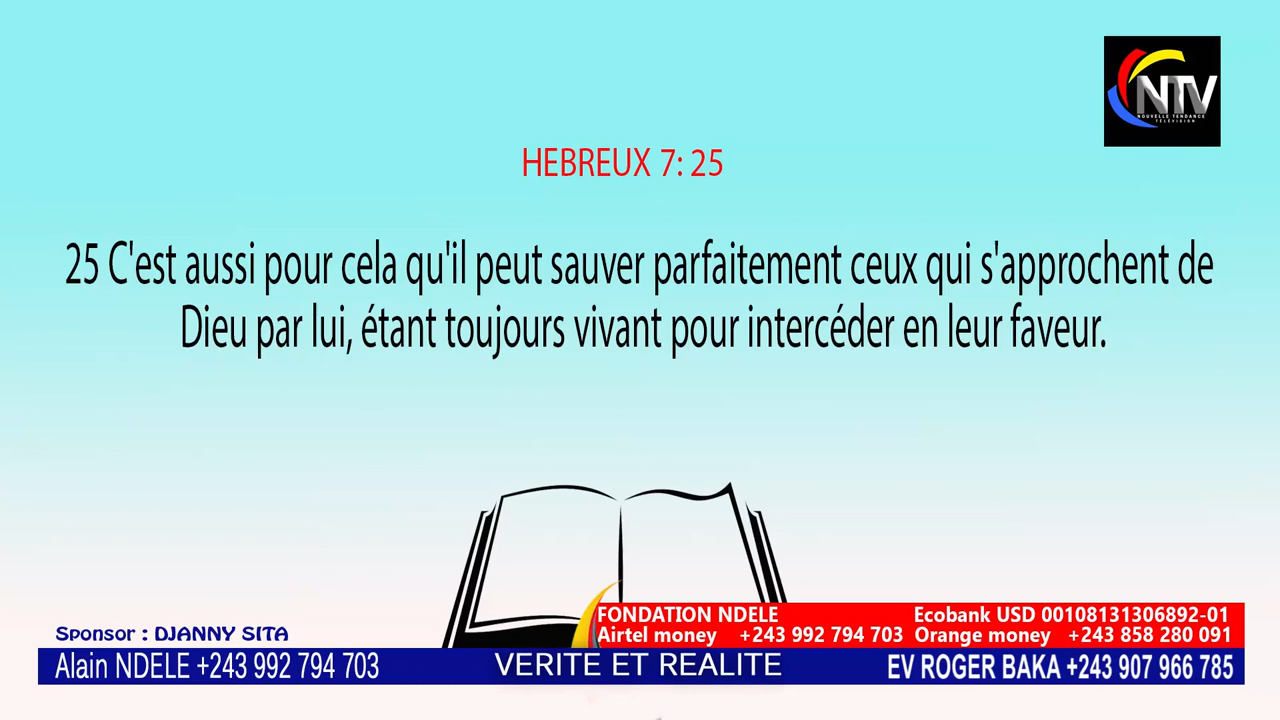 NTV
NOUVELLE TENDANCE
TÉLÉVISION
HEBREUX 7: 25
25 C'est aussi pour cela qu'il peut sauver parfaitement ceux qui s'approchent de
Dieu par lui, étant toujours vivant pour intercéder en leur faveur.
FONDATION NDELE Ecobank USD 00108131306892-01
Airtel money +243 992 794 703 Orange money +243 858 280 091
Sponsor : DJANNY SITA
Alain NDELE +243 992 794 703 VERITE ET REALITE EV ROGER BAKA +243 907 966 785